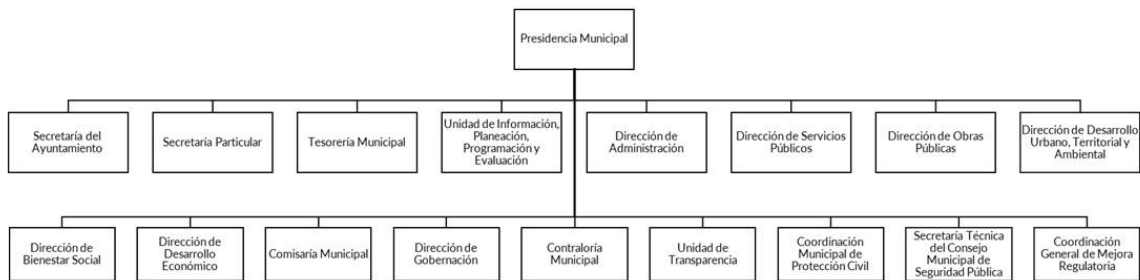 Presidencia Municipal
Secretaría del
Ayuntamiento
Secretaria Particular
Tesorería Municipal
Unidad de Información,
Planeación,
Programación y
Evaluación
Dirección de
Administración
Dirección de Servicios
Públicos
Dirección de Obras
Públicas
Dirección de Desarrollo
Urbano, Territorial y
Ambiental
Dirección de
Bienestar Social
Dirección de
Desarrollo
Económico
Comisaría Municipal
Dirección de
Gobernación
Contraloría
Municipal
Unidad de
Transparencia
Coordinación
Municipal de
Protección Civil
Secretaría Técnica
del Consejo
Municipal de
Seguridad Pública
Coordinación
General de Mejora
Regulatoria